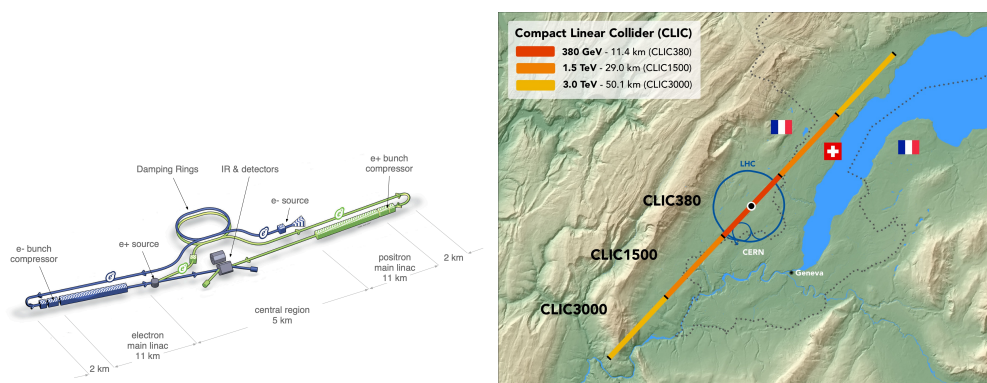 Damping Rings
IR & detectors
e+ bunch
compressor
e- source
e+ source
e- bunch
compressor
2 km
positron
main linac
11 km
central region
5 km
electron
main linac
11 km
2 km
Compact Linear Collider (CLIC)
380 GeV - 11.4 km (CLIC380)
1.5 TeV - 29.0 km (CLIC1500)
3.0 TeV - 50.1 km (CLIC3000)
LHC
CLIC380
CLIC1500
CERN
Geneva
CLIC3000